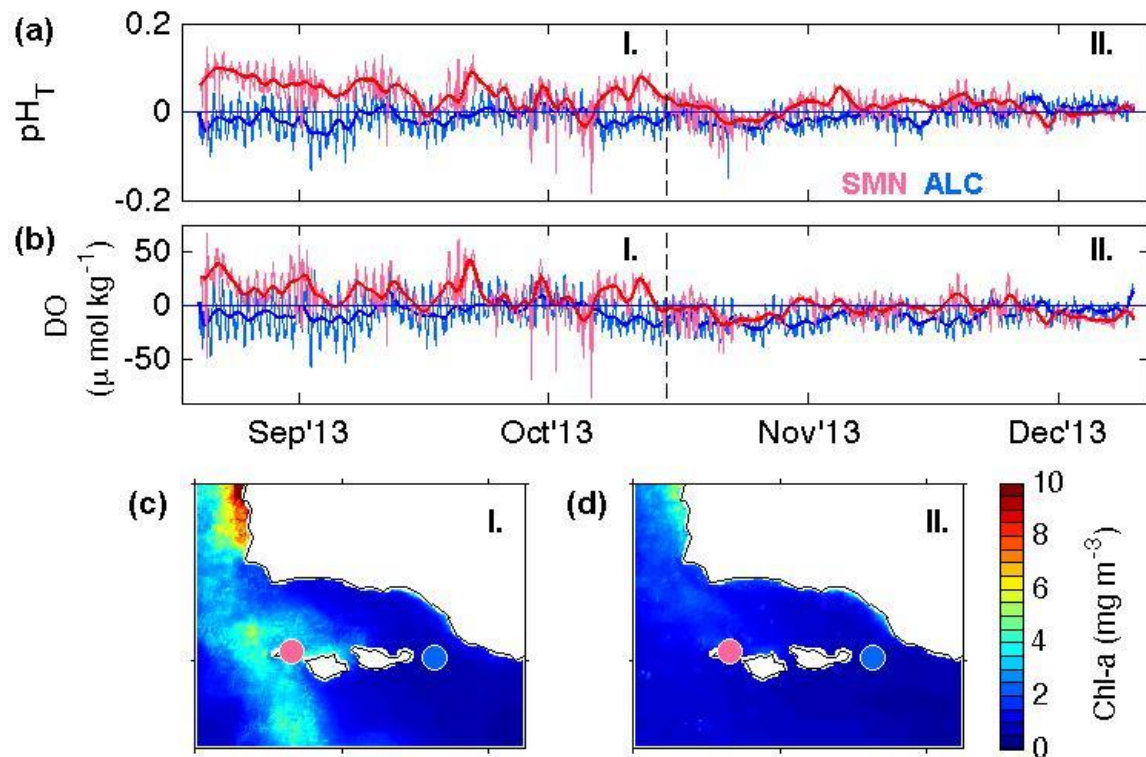 (a)
0.2
0
-0.2
pH_T
I.
II.
SMN ALC
(b)
50
0
-50
DO
(μ mol kg⁻¹)
I.
II.
Sep'13 Oct'13 Nov'13 Dec'13
(c)
I.
(d)
II.
10
8
6
4
2
0
Chl-a (mg m⁻³)